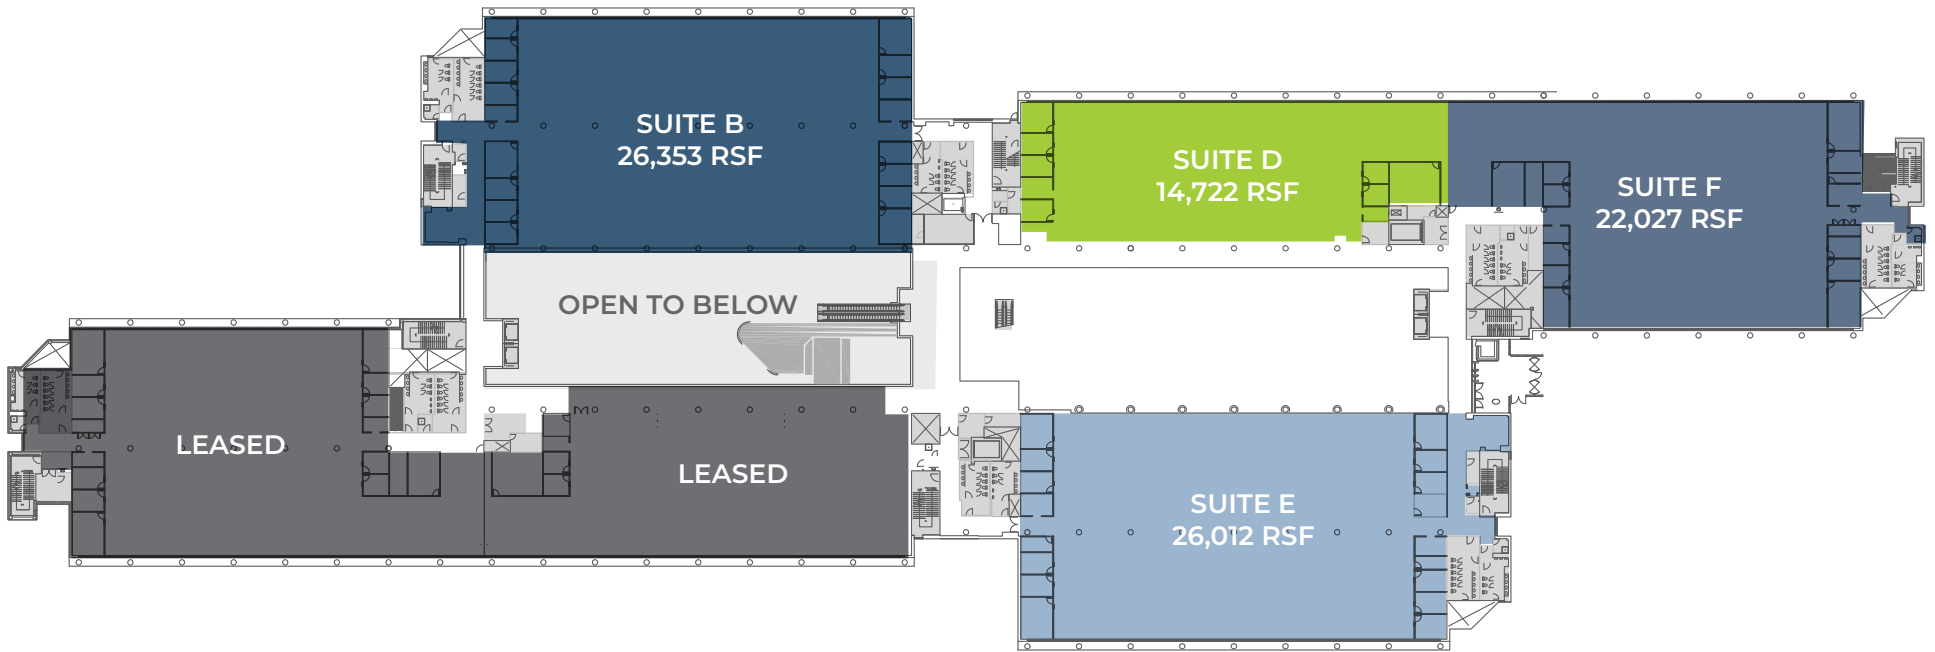 SUITE B
26,353 RSF
SUITE D
14,722 RSF
SUITE F
22,027 RSF
OPEN TO BELOW
LEASED
LEASED
SUITE E
26,012 RSF